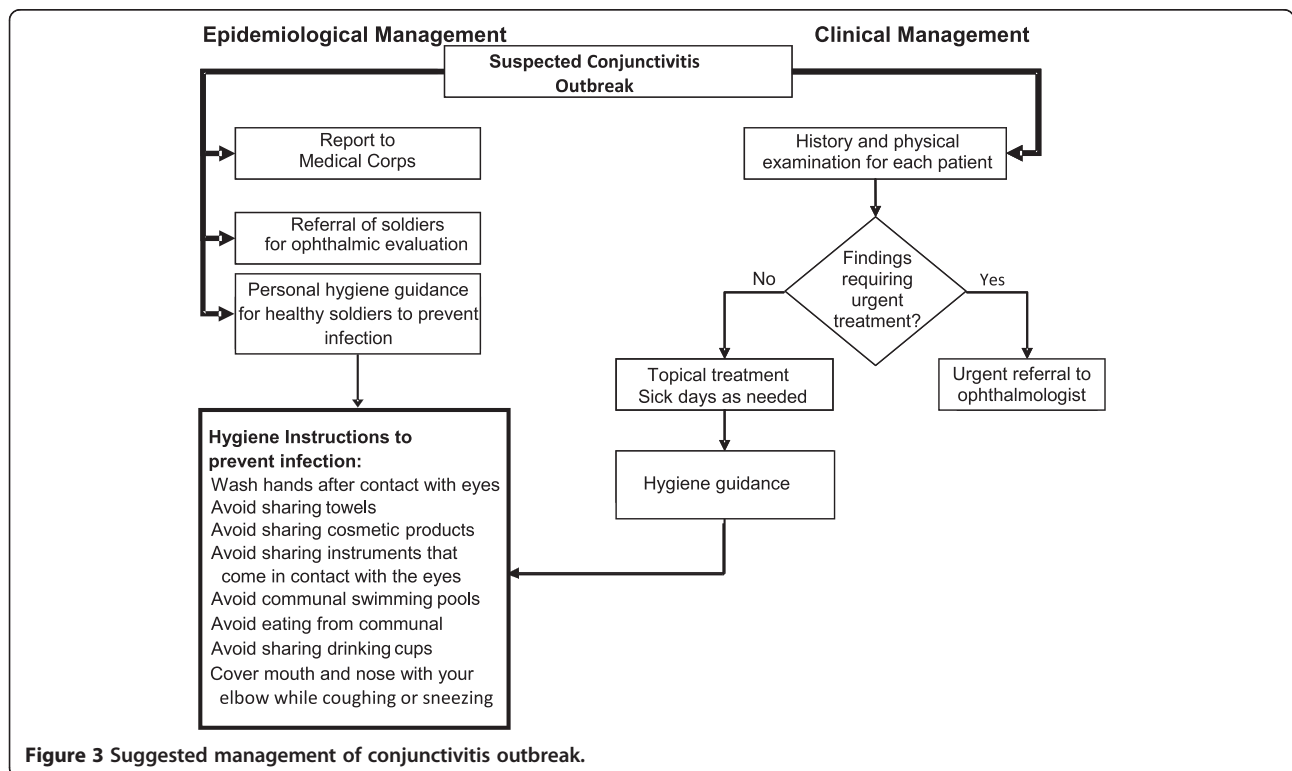 Epidemiological Management
Clinical Management
Suspected Conjunctivitis
Outbreak
Report to
Medical Corps
Referral of soldiers
for ophthalmic evaluation
Personal hygiene guidance
for healthy soldiers to prevent
infection
Hygiene Instructions to
prevent infection:
Wash hands after contact with eyes
Avoid sharing towels
Avoid sharing cosmetic products
Avoid sharing instruments that
come in contact with the eyes
Avoid communal swimming pools
Avoid eating from communal
Avoid sharing drinking cups
Cover mouth and nose with your
elbow while coughing or sneezing
History and physical
examination for each patient
Findings
requiring
urgent
treatment?
No
Yes
Topical treatment
Sick days as needed
Urgent referral to
ophthalmologist
Hygiene guidance
Figure 3 Suggested management of conjunctivitis outbreak.